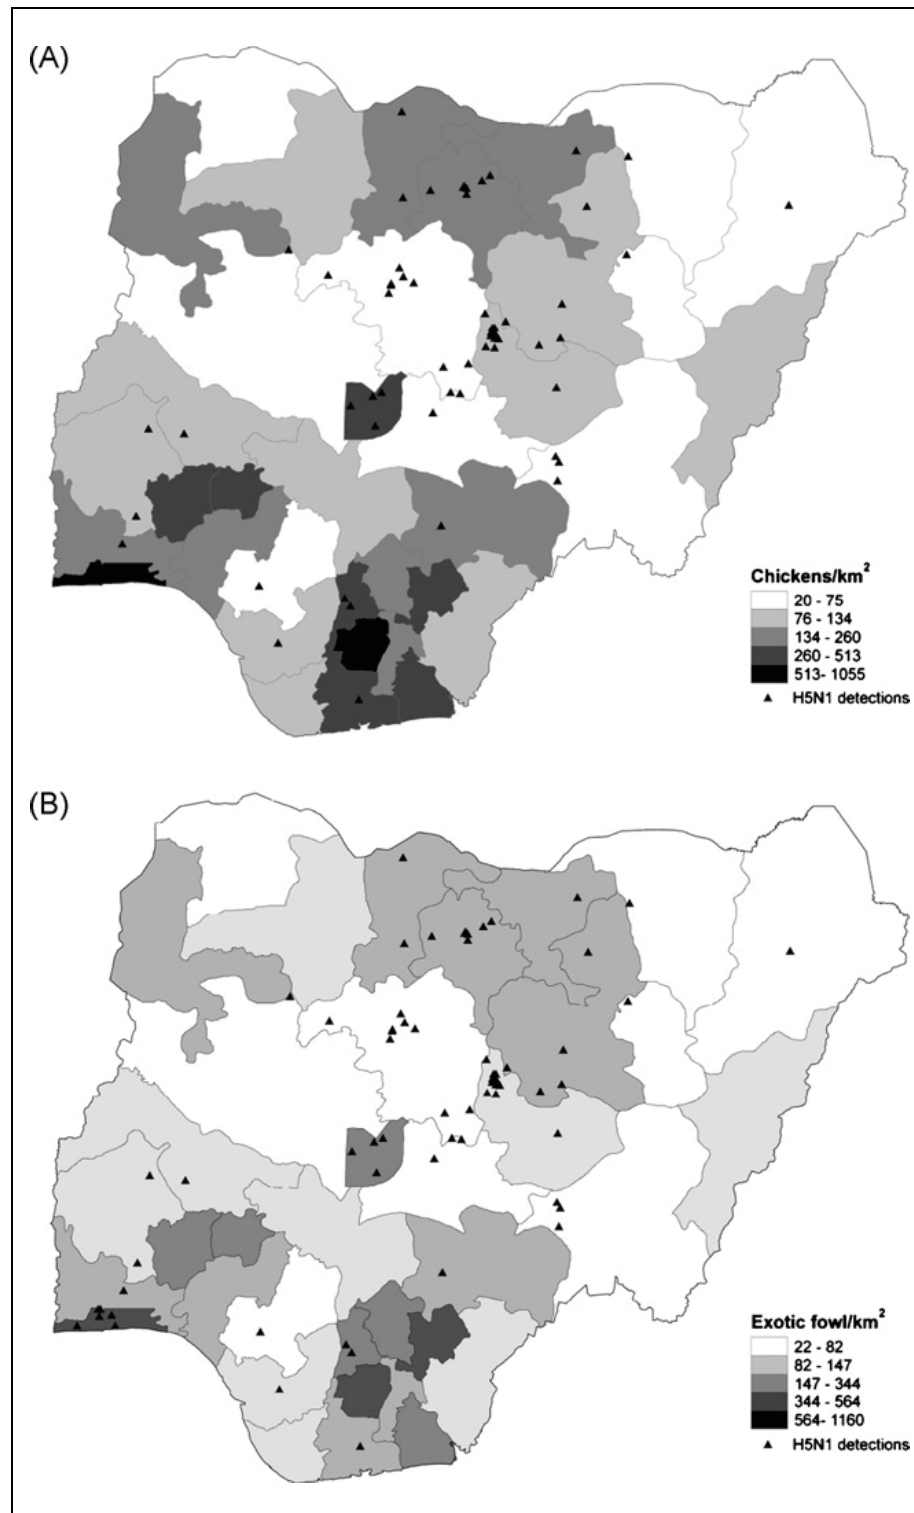 (A)
Chickens/km²
20 - 75
76 - 134
134 - 260
260 - 513
513- 1055
H5N1 detections
(B)
Exotic fowl/km²
22 - 82
82 - 147
147 - 344
344 - 564
564- 1160
H5N1 detections